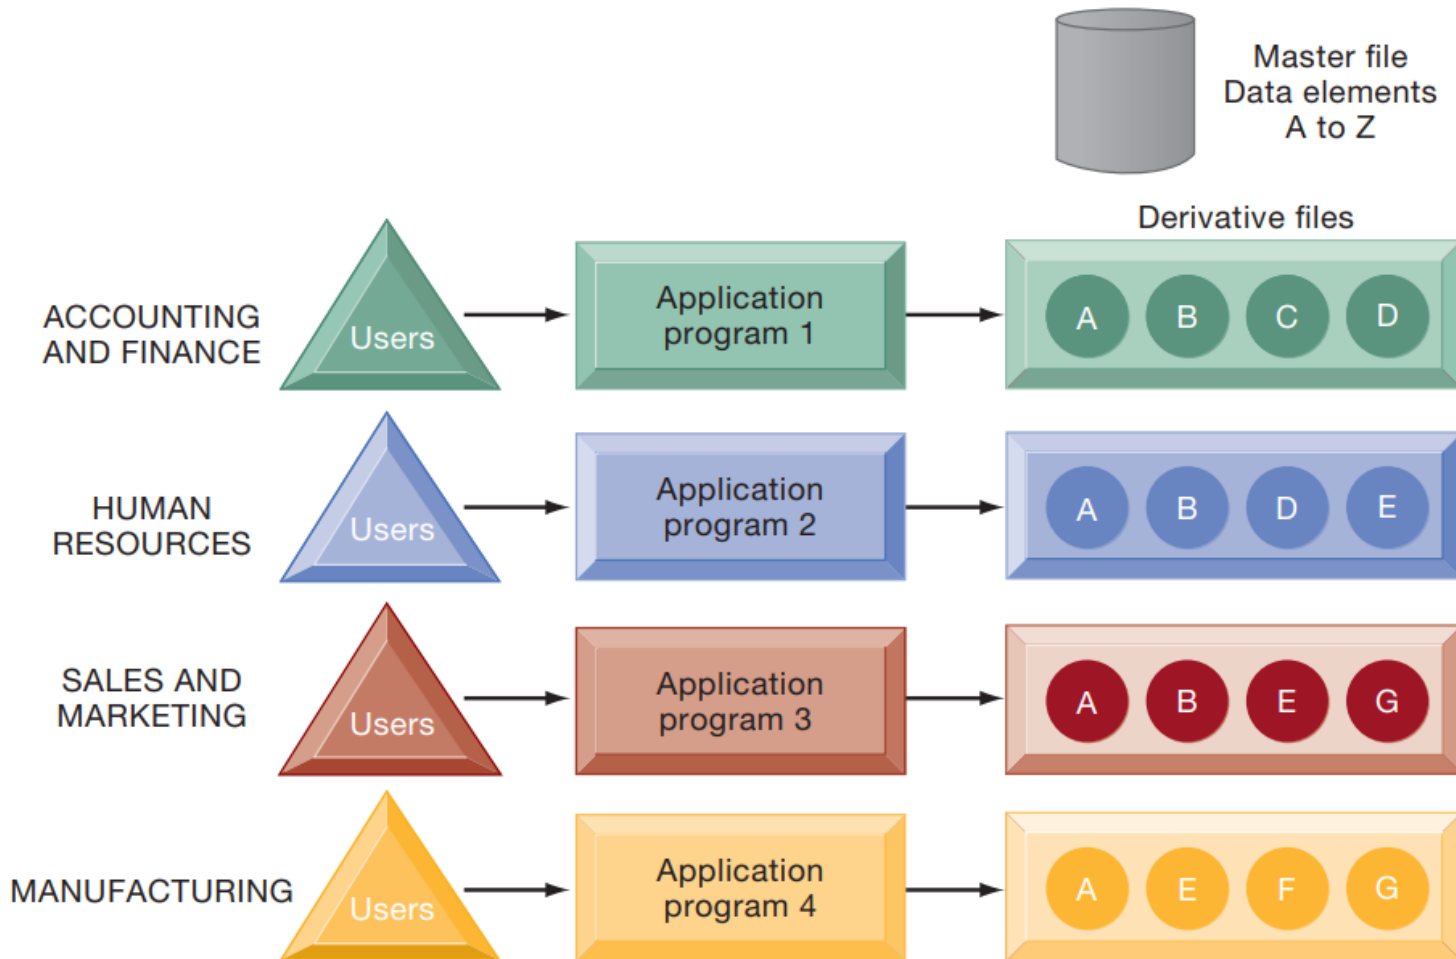 Master file
Data elements
A to Z
Derivative files
ACCOUNTING
AND FINANCE
Users
Application
program 1
A B C D
HUMAN
RESOURCES
Users
Application
program 2
A B D E
SALES AND
MARKETING
Users
Application
program 3
A B E G
MANUFACTURING
Users
Application
program 4
A E F G